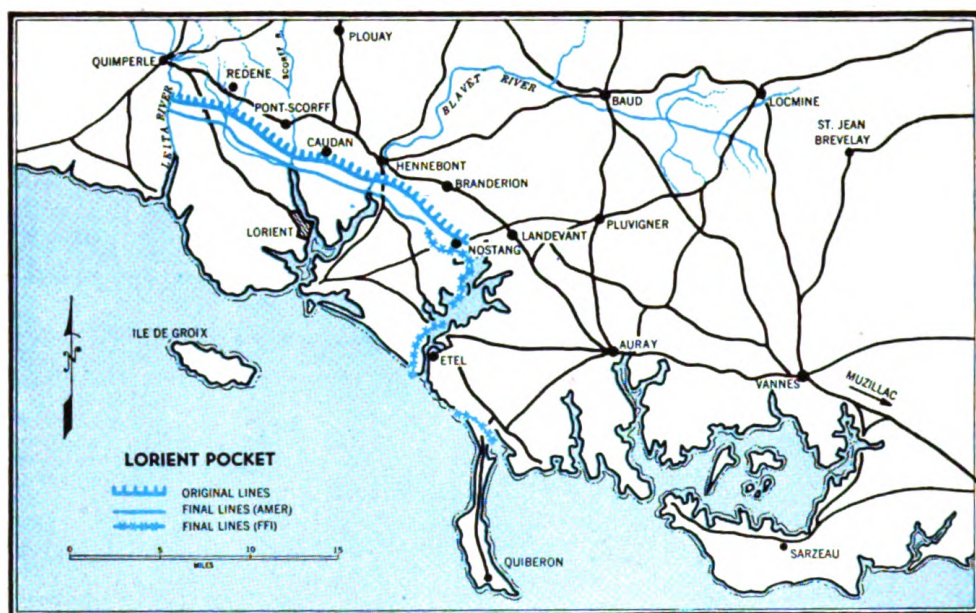 PLOUAY
QUIMPERLE
REDENE
SCORFF R.
BLAVET RIVER
BAUD
LOCMINE
PONT-SCORFF
ST. JEAN
BREVELAY
LEITA RIVER
CAUDAN
HENNEBONT
BRANDERION
LORIENT
NOSTANG
LANDEVANT
PLUVIGNER
ILE DE GROIX
ETEL
AURAY
VANNES
MUZILLAC
N
LORIENT POCKET
ORIGINAL LINES
FINAL LINES (AMER)
FINAL LINES (FFI)
0 5 10 15
MILES
QUIBERON
SARZEAU